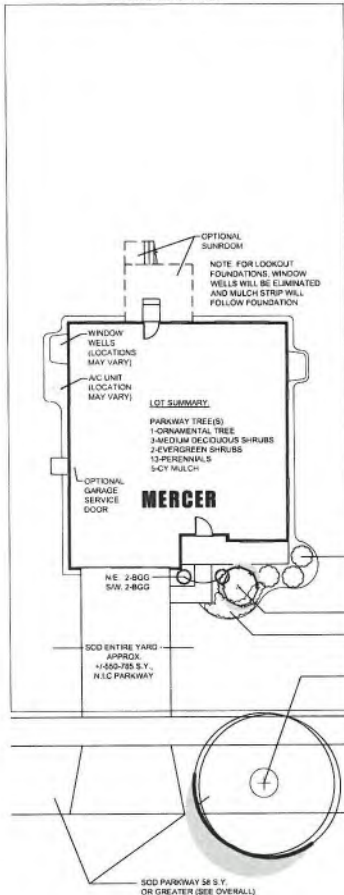 OPTIONAL
SUNROOM
NOTE: FOR LOOKOUT
FOUNDATIONS, WINDOW
WELLS WILL BE ELIMINATED
AND MULCH STRIP WILL
FOLLOW FOUNDATION
WINDOW
WELLS
(LOCATIONS
MAY VARY)
A/C UNIT
(LOCATION
MAY VARY)
LOT SUMMARY:
PARKWAY TREE(S)
1-ORNAMENTAL TREE
3-MEDIUM DECIDUOUS SHRUBS
2-EVERGREEN SHRUBS
13-PERENNIALS
5-CY MULCH
OPTIONAL
GARAGE
SERVICE
DOOR
MERCER
N/E. 2-BGG
S/W. 2-BGG
SOD ENTIRE YARD
APPROX.
+/-550-785 S.Y.,
N.I.C PARKWAY
SOD PARKWAY 58 S.Y.
OR GREATER (SEE OVERALL)